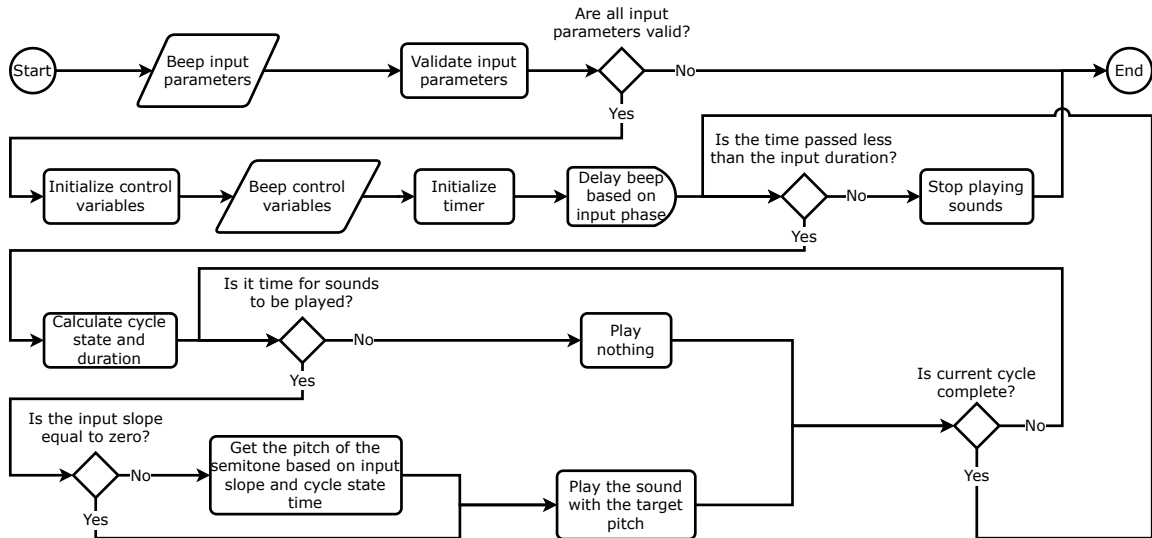 Are all input
parameters valid?
Start
Beep input
parameters
Validate input
parameters
No
End
Yes
Is the time passed less
than the input duration?
Initialize control
variables
Beep control
variables
Initialize
timer
Delay beep
based on
input phase
No
Stop playing
sounds
Yes
Is it time for sounds
to be played?
Calculate cycle
state and
duration
No
Play
nothing
Yes
Is current cycle
complete?
No
Yes
Is the input slope
equal to zero?
No
Get the pitch of the
semitone based on input
slope and cycle state
time
Play the sound
with the target
pitch
Yes